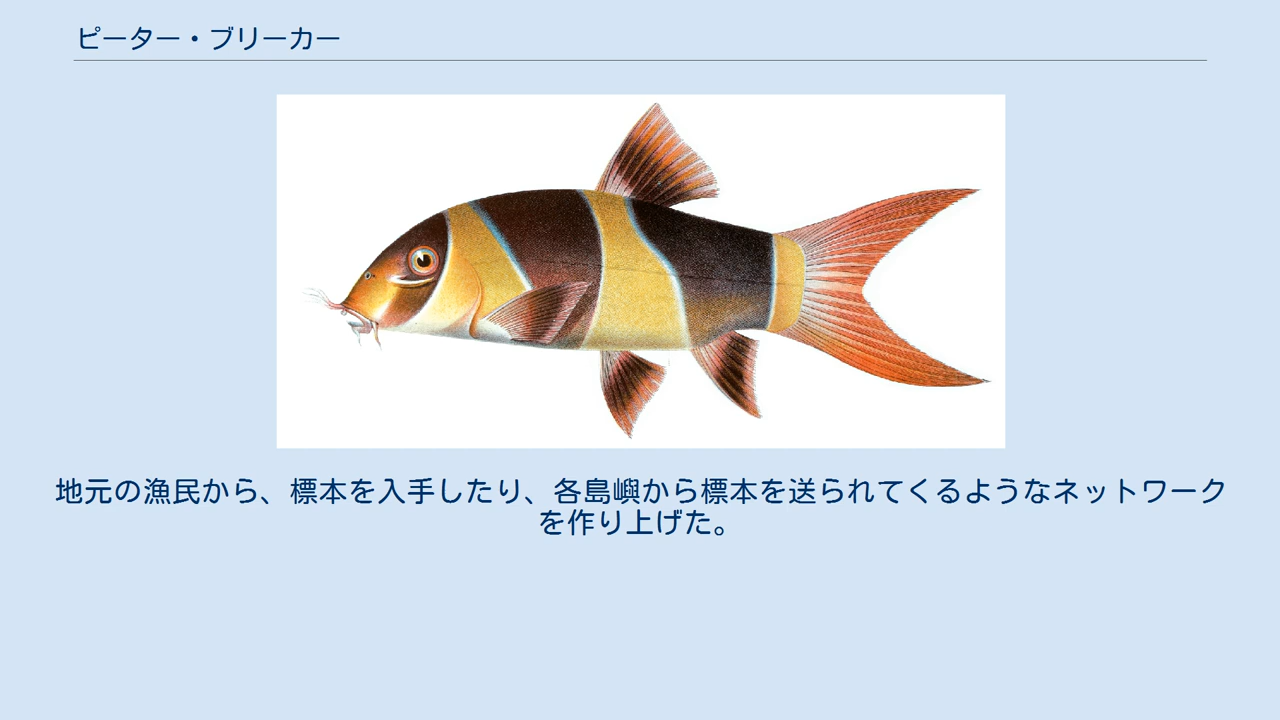 ピーター・ブリーカー
地元の漁民から、標本を入手したり、各島嶼から標本を送られてくるようなネットワーク
を作り上げた。